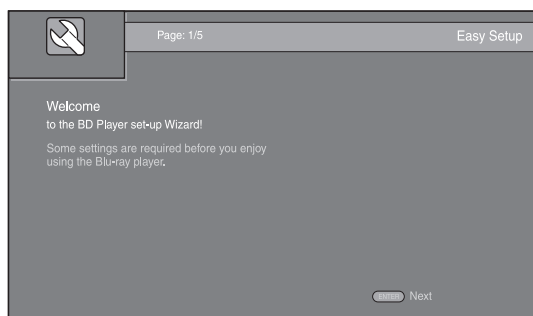 Page: 1/5
Easy Setup
Welcome
to the BD Player set-up Wizard!
Some settings are required before you enjoy
using the Blu-ray player.
ENTER Next